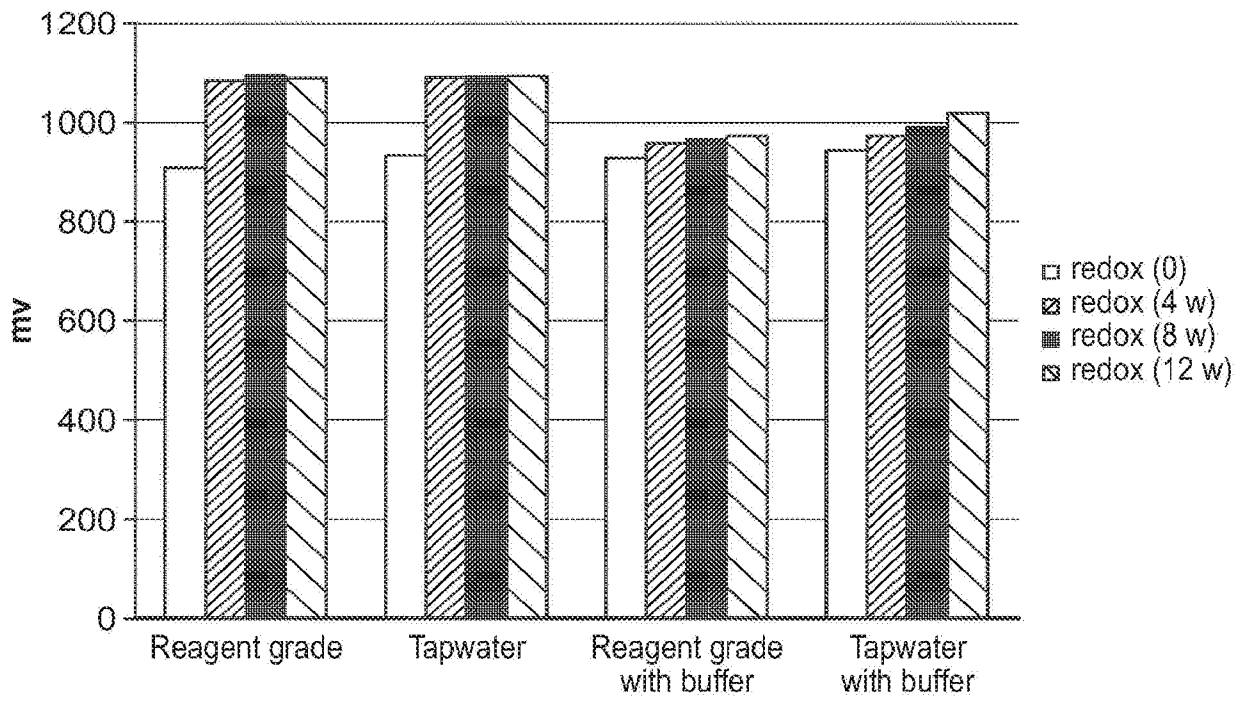 1200
1000
800
600
400
200
0
mv
Reagent grade
Tapwater
Reagent grade
with buffer
Tapwater
with buffer
redox (0)
redox (4 w)
redox (8 w)
redox (12 w)